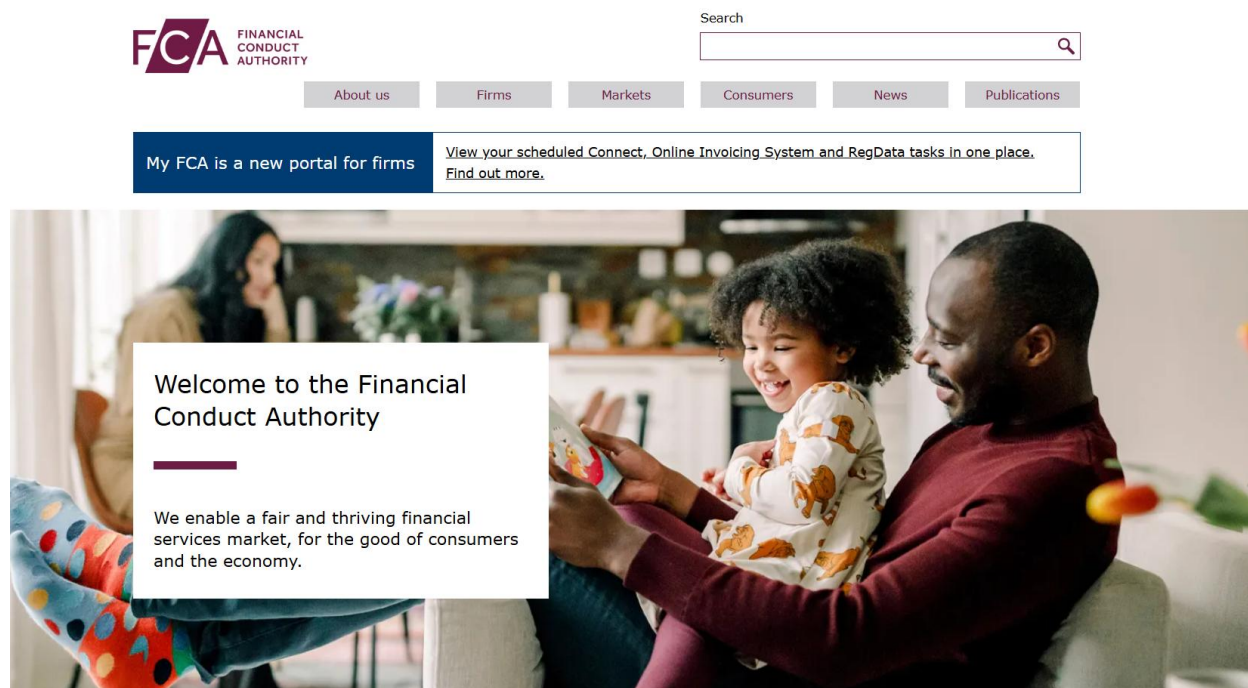 FCA
FINANCIAL
CONDUCT
AUTHORITY
Search
About us
Firms
Markets
Consumers
News
Publications
My FCA is a new portal for firms
View your scheduled Connect, Online Invoicing System and RegData tasks in one place.
Find out more.
Welcome to the Financial
Conduct Authority
We enable a fair and thriving financial
services market, for the good of consumers
and the economy.